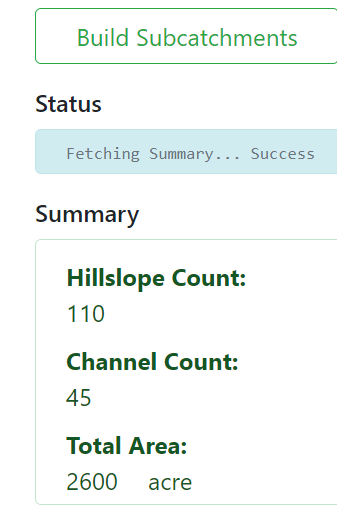 Build Subcatchments
Status
Fetching Summary... Success
Summary
Hillslope Count:
110
Channel Count:
45
Total Area:
2600 acre